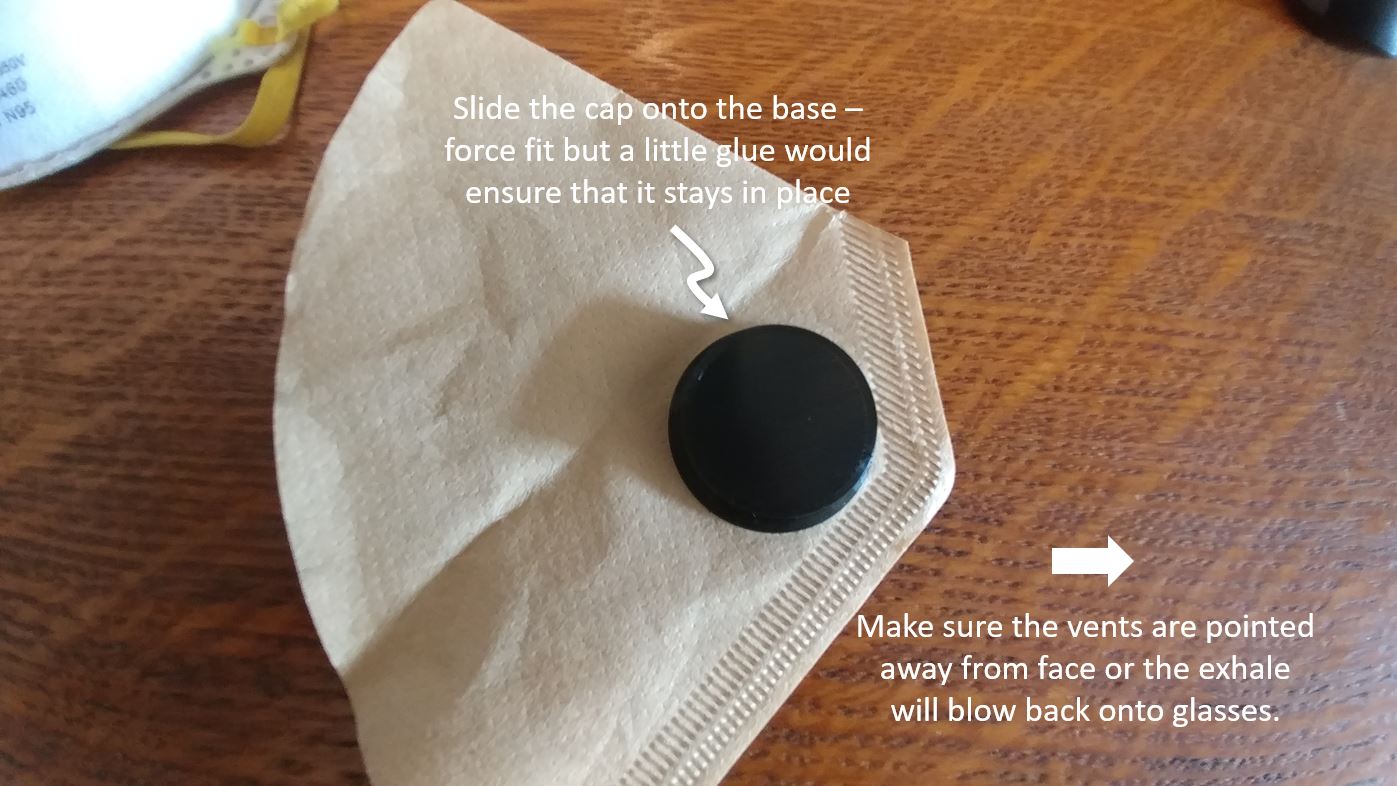 N95
Slide the cap onto the base –
force fit but a little glue would
ensure that it stays in place
Make sure the vents are pointed
away from face or the exhale
will blow back onto glasses.